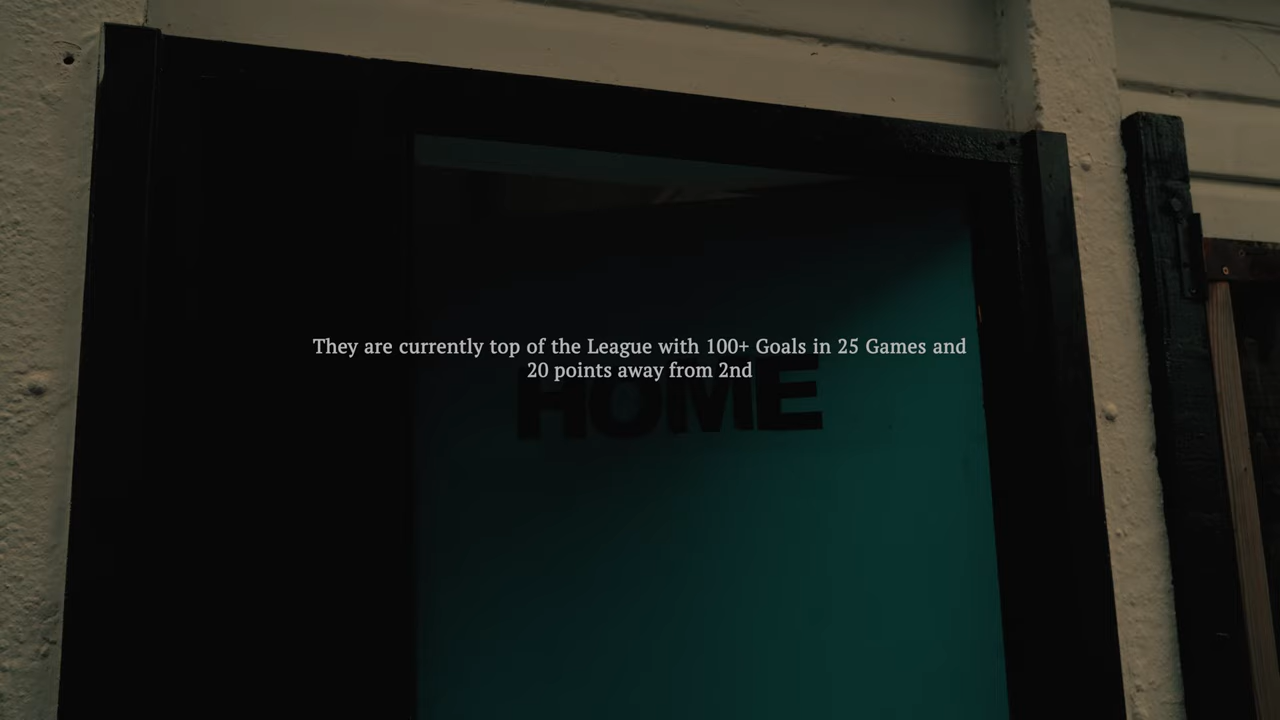 They are currently top of the League with 100+ Goals in 25 Games and
20 points away from 2nd
HOME